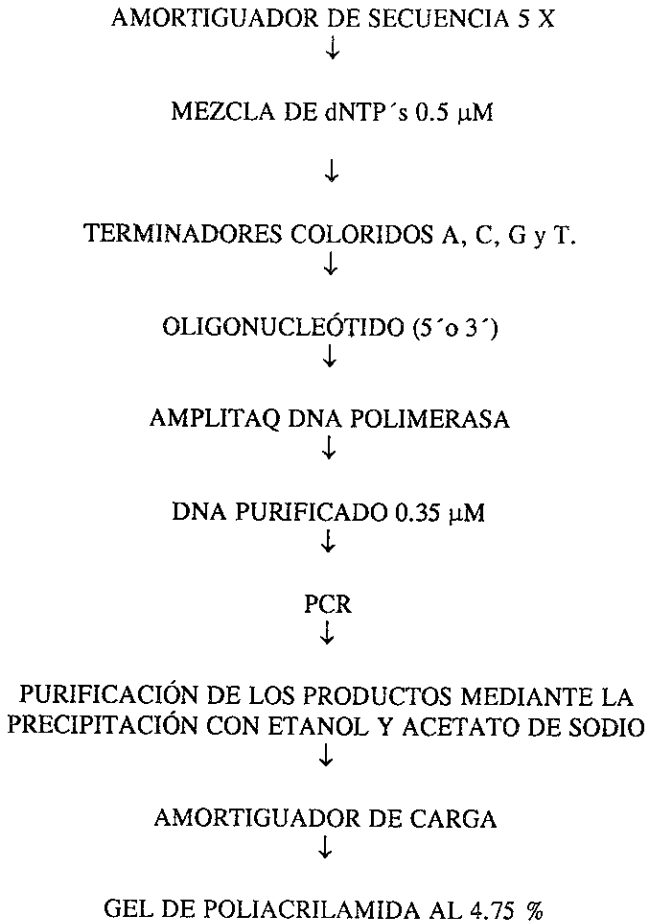 AMORTIGUADOR DE SECUENCIA 5 X
↓
MEZCLA DE dNTP´s 0.5 µM
↓
TERMINADORES COLORIDOS A, C, G y T.
↓
OLIGONUCLEÓTIDO (5´o 3´)
↓
AMPLITAQ DNA POLIMERASA
↓
DNA PURIFICADO 0.35 µM
↓
PCR
↓
PURIFICACIÓN DE LOS PRODUCTOS MEDIANTE LA
PRECIPITACIÓN CON ETANOL Y ACETATO DE SODIO
↓
AMORTIGUADOR DE CARGA
↓
GEL DE POLIACRILAMIDA AL 4.75 %